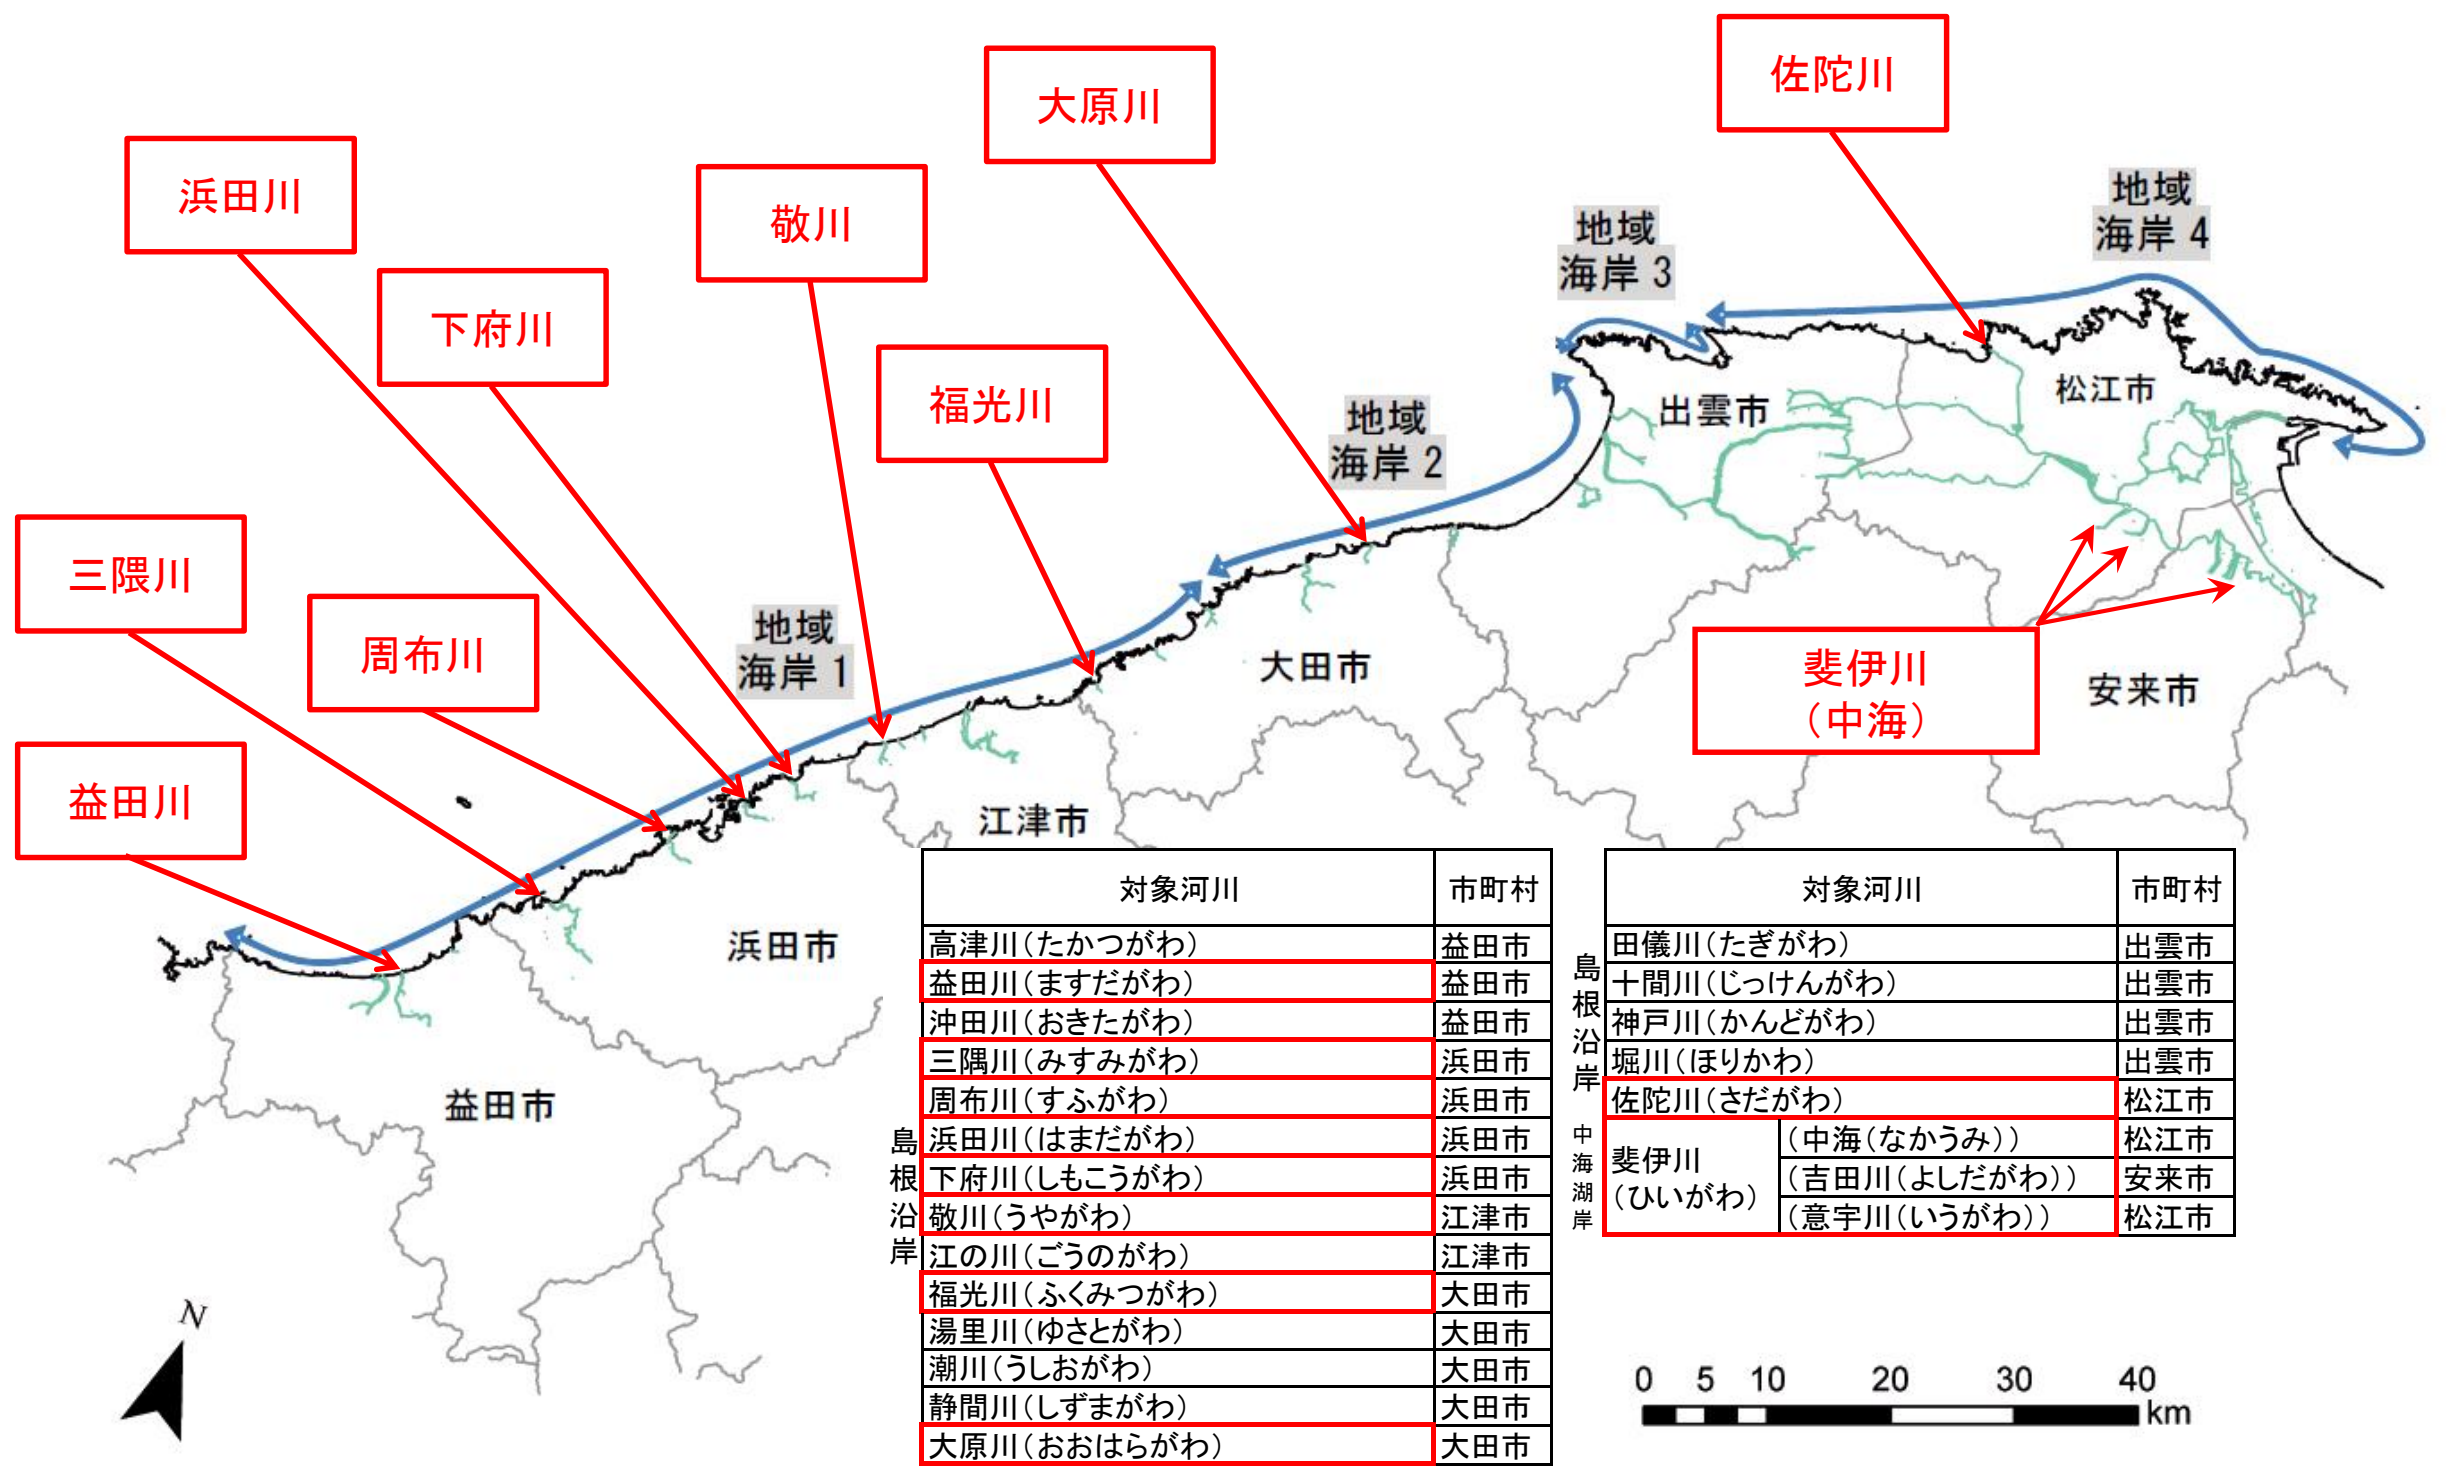 佐陀川
大原川
浜田川
敬川
地域
海岸4
地域
海岸3
下府川
福光川
松江市
出雲市
地域
海岸2
三隈川
周布川
地域
海岸1
大田市
斐伊川
（中海）
安来市
益田川
江津市
浜田市
益田市
対象河川 市町村
高津川（たかつがわ） 益田市
益田川（ますだがわ） 益田市
沖田川（おきたがわ） 益田市
三隅川（みすみがわ） 浜田市
周布川（すふがわ） 浜田市
浜田川（はまだがわ） 浜田市
下府川（しもこうがわ） 浜田市
敬川（うやがわ） 江津市
江の川（ごうのがわ） 江津市
福光川（ふくみつがわ） 大田市
湯里川（ゆさとがわ） 大田市
潮川（うしおがわ） 大田市
静間川（しずまがわ） 大田市
大原川（おおはらがわ） 大田市
島根沿岸
対象河川 市町村
田儀川（たぎがわ） 出雲市
十間川（じっけんがわ） 出雲市
神戸川（かんどがわ） 出雲市
堀川（ほりかわ） 出雲市
佐陀川（さだがわ） 松江市
斐伊川
（ひいがわ）
（中海（なかうみ）） 松江市
（吉田川（よしだがわ）） 安来市
（意宇川（いうがわ）） 松江市
島根沿岸
中海湖岸
N
0 5 10 20 30 40
km